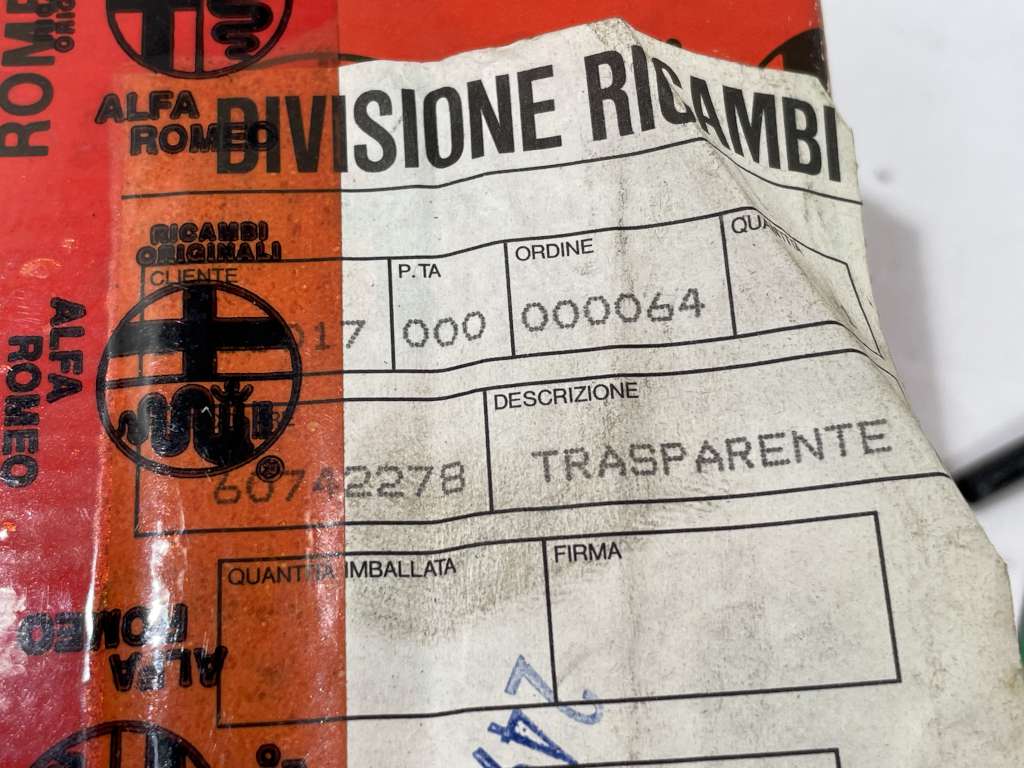 ALFA
ROMEO
DIVISIONE RICAMBI
RICAMBI
ORIGINALI
CLIENTE
P.TA
ORDINE
017
000
000064
ALFA
ROMEO
DESCRIZIONE
60742278
TRASPARENTE
QUANTITA IMBALLATA
FIRMA
ALFA
ROMEO